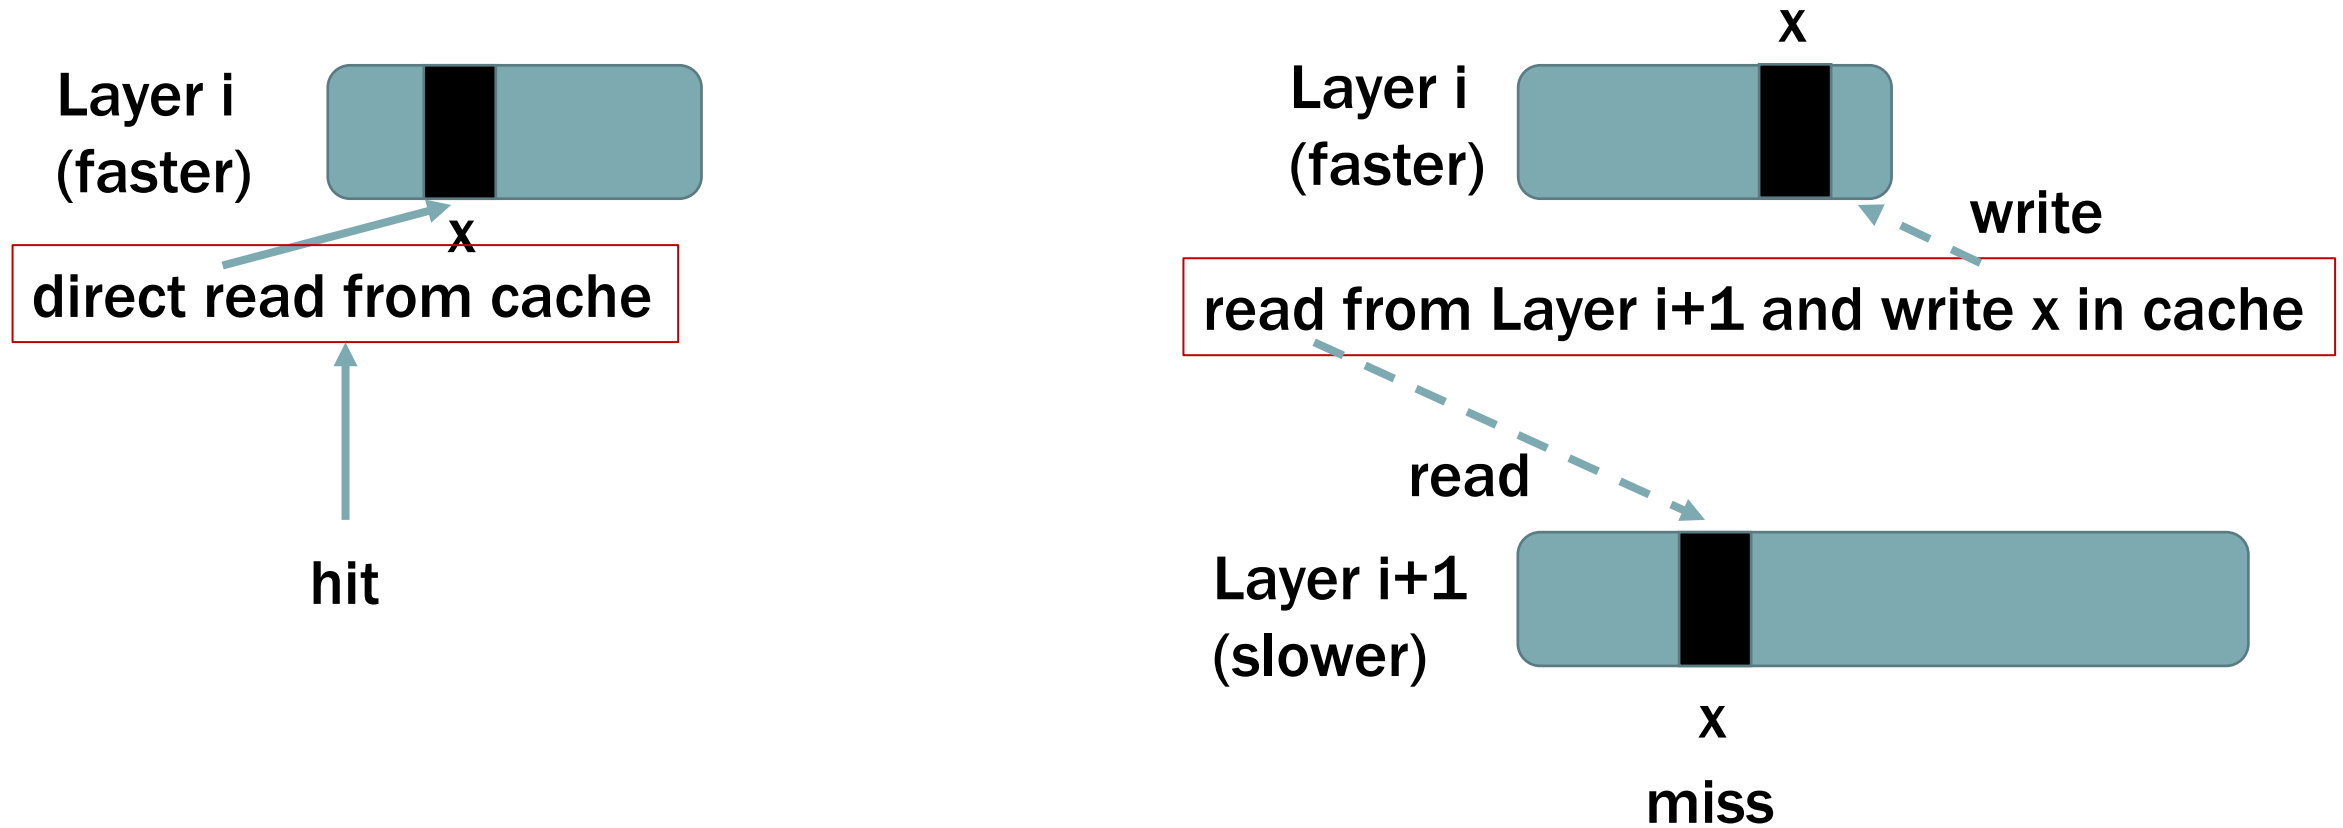 Layer i
(faster)
x
direct read from cache
hit
x
Layer i
(faster)
write
read from Layer i+1 and write x in cache
read
Layer i+1
(slower)
x
miss